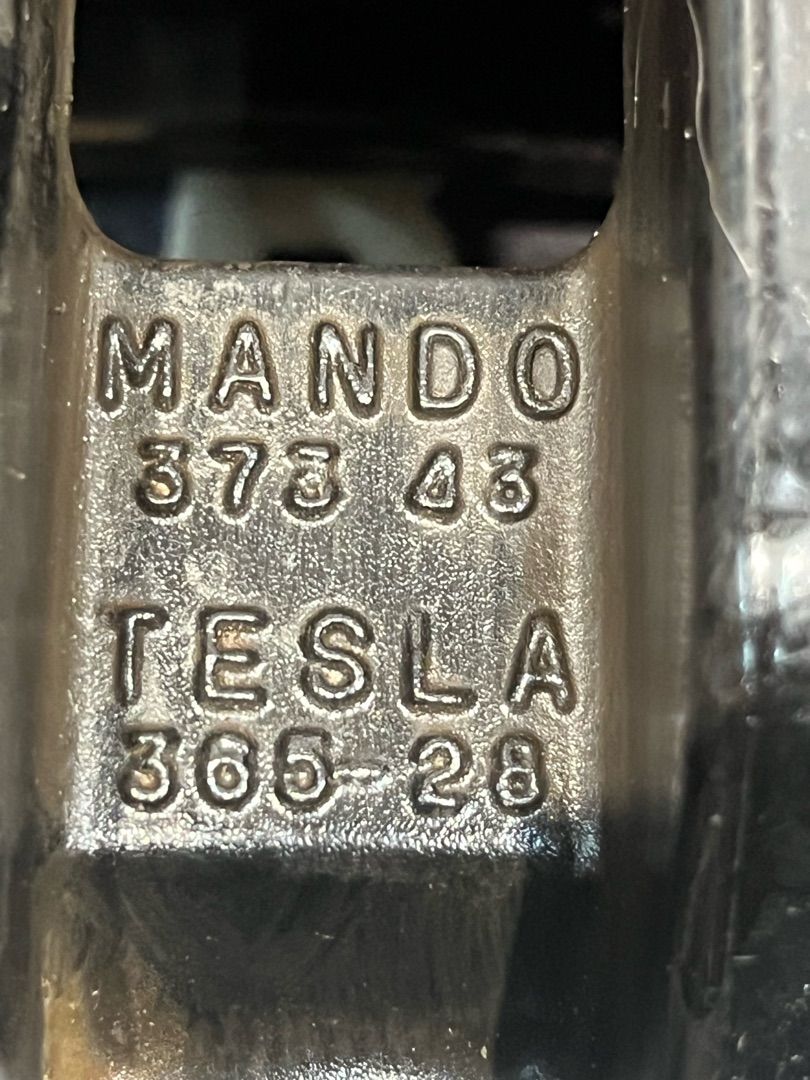 MANDO
373 43
TESLA
365-28